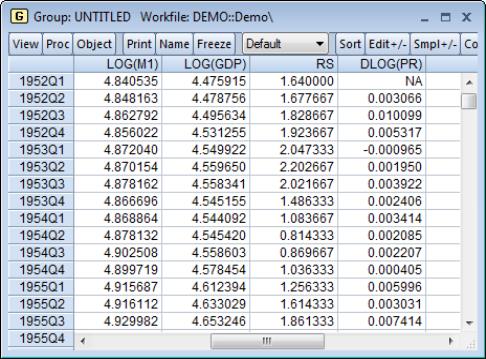 G Group: UNTITLED Workfile: DEMO::Demo\
View Proc Object Print Name Freeze Default Sort Edit+/- Smpl+/- Co
LOG(M1) LOG(GDP) RS DLOG(PR)
1952Q1 4.840535 4.475915 1.640000 NA
1952Q2 4.848163 4.478756 1.677667 0.003066
1952Q3 4.862792 4.495634 1.828667 0.010099
1952Q4 4.856022 4.531255 1.923667 0.005317
1953Q1 4.872040 4.549922 2.047333 -0.000965
1953Q2 4.870154 4.559650 2.202667 0.001950
1953Q3 4.878162 4.558341 2.021667 0.003922
1953Q4 4.866696 4.545155 1.486333 0.002406
1954Q1 4.868864 4.544092 1.083667 0.003414
1954Q2 4.878132 4.545420 0.814333 0.002085
1954Q3 4.902508 4.558603 0.869667 0.002207
1954Q4 4.899719 4.578454 1.036333 0.000405
1955Q1 4.915687 4.612394 1.256333 0.005996
1955Q2 4.916112 4.633029 1.614333 0.003031
1955Q3 4.929982 4.653246 1.861333 0.007414
1955Q4